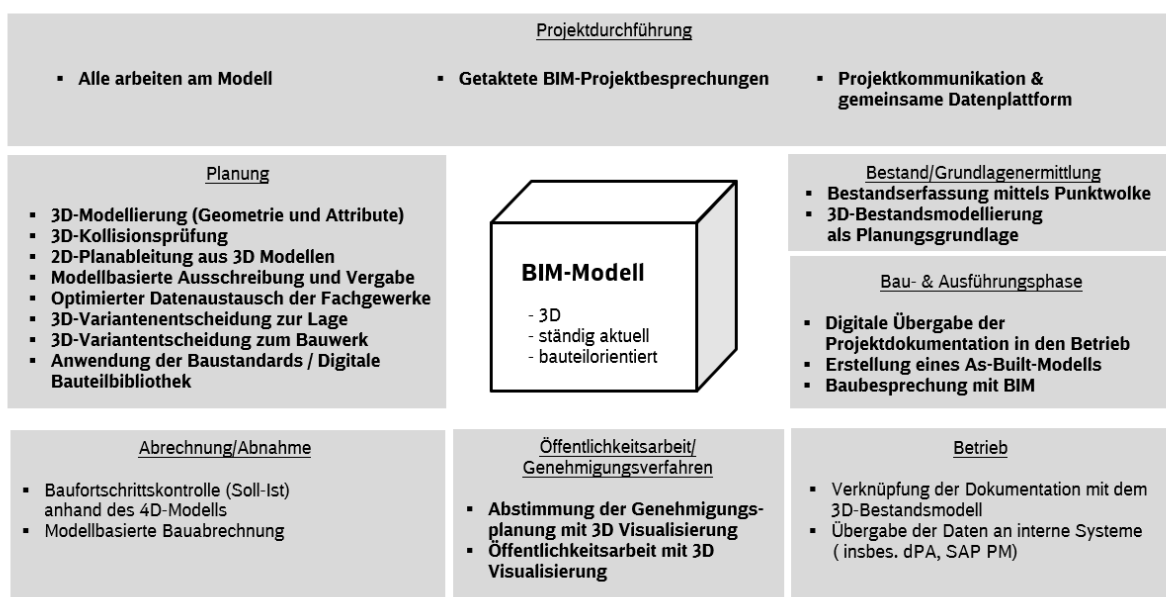 Projektdurchführung
▪ Alle arbeiten am Modell
▪ Getaktete BIM-Projektbesprechungen
▪ Projektkommunikation &
gemeinsame Datenplattform
Planung
▪ 3D-Modellierung (Geometrie und Attribute)
▪ 3D-Kollisionsprüfung
▪ 2D-Planableitung aus 3D Modellen
▪ Modellbasierte Ausschreibung und Vergabe
▪ Optimierter Datenaustausch der Fachgewerke
▪ 3D-Variantenentscheidung zur Lage
▪ 3D-Variantentscheidung zum Bauwerk
▪ Anwendung der Baustandards / Digitale
Bauteilbibliothek
BIM-Modell
- 3D
- ständig aktuell
- bauteilorientiert
Bestand/Grundlagenermittlung
▪ Bestandserfassung mittels Punktwolke
▪ 3D-Bestandsmodellierung
als Planungsgrundlage
Bau- & Ausführungsphase
▪ Digitale Übergabe der
Projektdokumentation in den Betrieb
▪ Erstellung eines As-Built-Modells
▪ Baubesprechung mit BIM
Abrechnung/Abnahme
▪ Baufortschrittskontrolle (Soll-Ist)
anhand des 4D-Modells
▪ Modellbasierte Bauabrechnung
Öffentlichkeitsarbeit/
Genehmigungsverfahren
▪ Abstimmung der Genehmigungs-
planung mit 3D Visualisierung
▪ Öffentlichkeitsarbeit mit 3D
Visualisierung
Betrieb
▪ Verknüpfung der Dokumentation mit dem
3D-Bestandsmodell
▪ Übergabe der Daten an interne Systeme
( insbes. dPA, SAP PM)